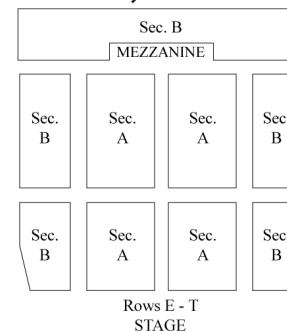 Sec. B
MEZZANINE
Sec. Sec. Sec. Sec
B A A B
Sec. Sec. Sec. Sec
B A A B
Rows E - T
STAGE